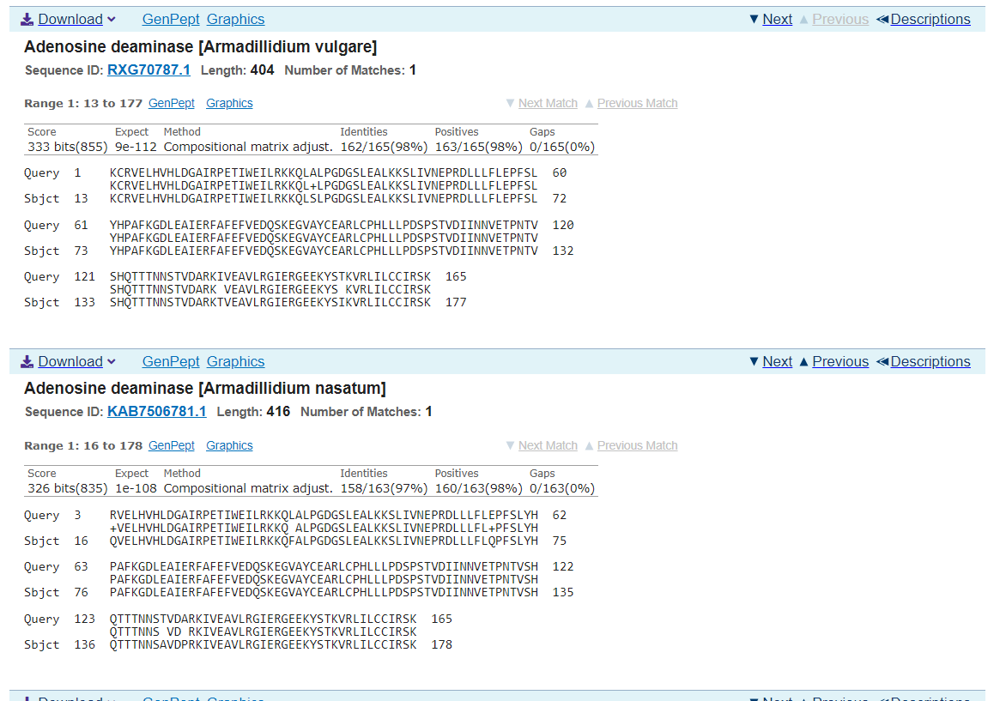 Download GenPept Graphics Next Previous Descriptions
Adenosine deaminase [Armadillidium vulgare]
Sequence ID: RXG70787.1 Length: 404 Number of Matches: 1
Range 1: 13 to 177 GenPept Graphics Next Match Previous Match
Score Expect Method Identities Positives Gaps
333 bits(855) 9e-112 Compositional matrix adjust. 162/165(98%) 163/165(98%) 0/165(0%)
Query 1 KCRVELHVHLDGAIRPETIWEILRKKQLALPGDGSLEALKKSLIVNEPRDLLLFLEPFSL 60
KCRVELHVHLDGAIRPETIWEILRKKQL+LPGDGSLEALKKSLIVNEPRDLLLFLEPFSL
Sbjct 13 KCRVELHVHLDGAIRPETIWEILRKKQLSLPGDGSLEALKKSLIVNEPRDLLLFLEPFSL 72
Query 61 YHPAFKGDLEAIERFAFEFVEDQSKEGVAYCEARLCPHLLLPDSPSTVDIINNVETPNTV 120
YHPAFKGDLEAIERFAFEFVEDQSKEGVAYCEARLCPHLLLPDSPSTVDIINNVETPNTV
Sbjct 73 YHPAFKGDLEAIERFAFEFVEDQSKEGVAYCEARLCPHLLLPDSPSTVDIINNVETPNTV 132
Query 121 SHQTTTNNSTVDARKIVEAVLRGIERGEEKYSTKVRLILCCIRSK 165
SHQTTTNNSTVDARK VEAVLRGIERGEEKYS KVRLILCCIRSK
Sbjct 133 SHQTTTNNSTVDARKTVEAVLRGIERGEEKYSIKVRLILCCIRSK 177
Download GenPept Graphics Next Previous Descriptions
Adenosine deaminase [Armadillidium nasatum]
Sequence ID: KAB7506781.1 Length: 416 Number of Matches: 1
Range 1: 16 to 178 GenPept Graphics Next Match Previous Match
Score Expect Method Identities Positives Gaps
326 bits(835) 1e-108 Compositional matrix adjust. 158/163(97%) 160/163(98%) 0/163(0%)
Query 3 RVELHVHLDGAIRPETIWEILRKKQLALPGDGSLEALKKSLIVNEPRDLLLFLEPFSLYH 62
+VELHVHLDGAIRPETIWEILRKKQ ALPGDGSLEALKKSLIVNEPRDLLLFL+PFSLYH
Sbjct 16 QVELHVHLDGAIRPETIWEILRKKQFALPGDGSLEALKKSLIVNEPRDLLLFLQPFSLYH 75
Query 63 PAFKGDLEAIERFAFEFVEDQSKEGVAYCEARLCPHLLLPDSPSTVDIINNVETPNTVSH 122
PAFKGDLEAIERFAFEFVEDQSKEGVAYCEARLCPHLLLPDSPSTVDIINNVETPNTVSH
Sbjct 76 PAFKGDLEAIERFAFEFVEDQSKEGVAYCEARLCPHLLLPDSPSTVDIINNVETPNTVSH 135
Query 123 QTTTNNSTVDARKIVEAVLRGIERGEEKYSTKVRLILCCIRSK 165
QTTTNNS VD RKIVEAVLRGIERGEEKYSTKVRLILCCIRSK
Sbjct 136 QTTTNNSAVDPRKIVEAVLRGIERGEEKYSTKVRLILCCIRSK 178
Download GenPept Graphics Next Previous Descriptions